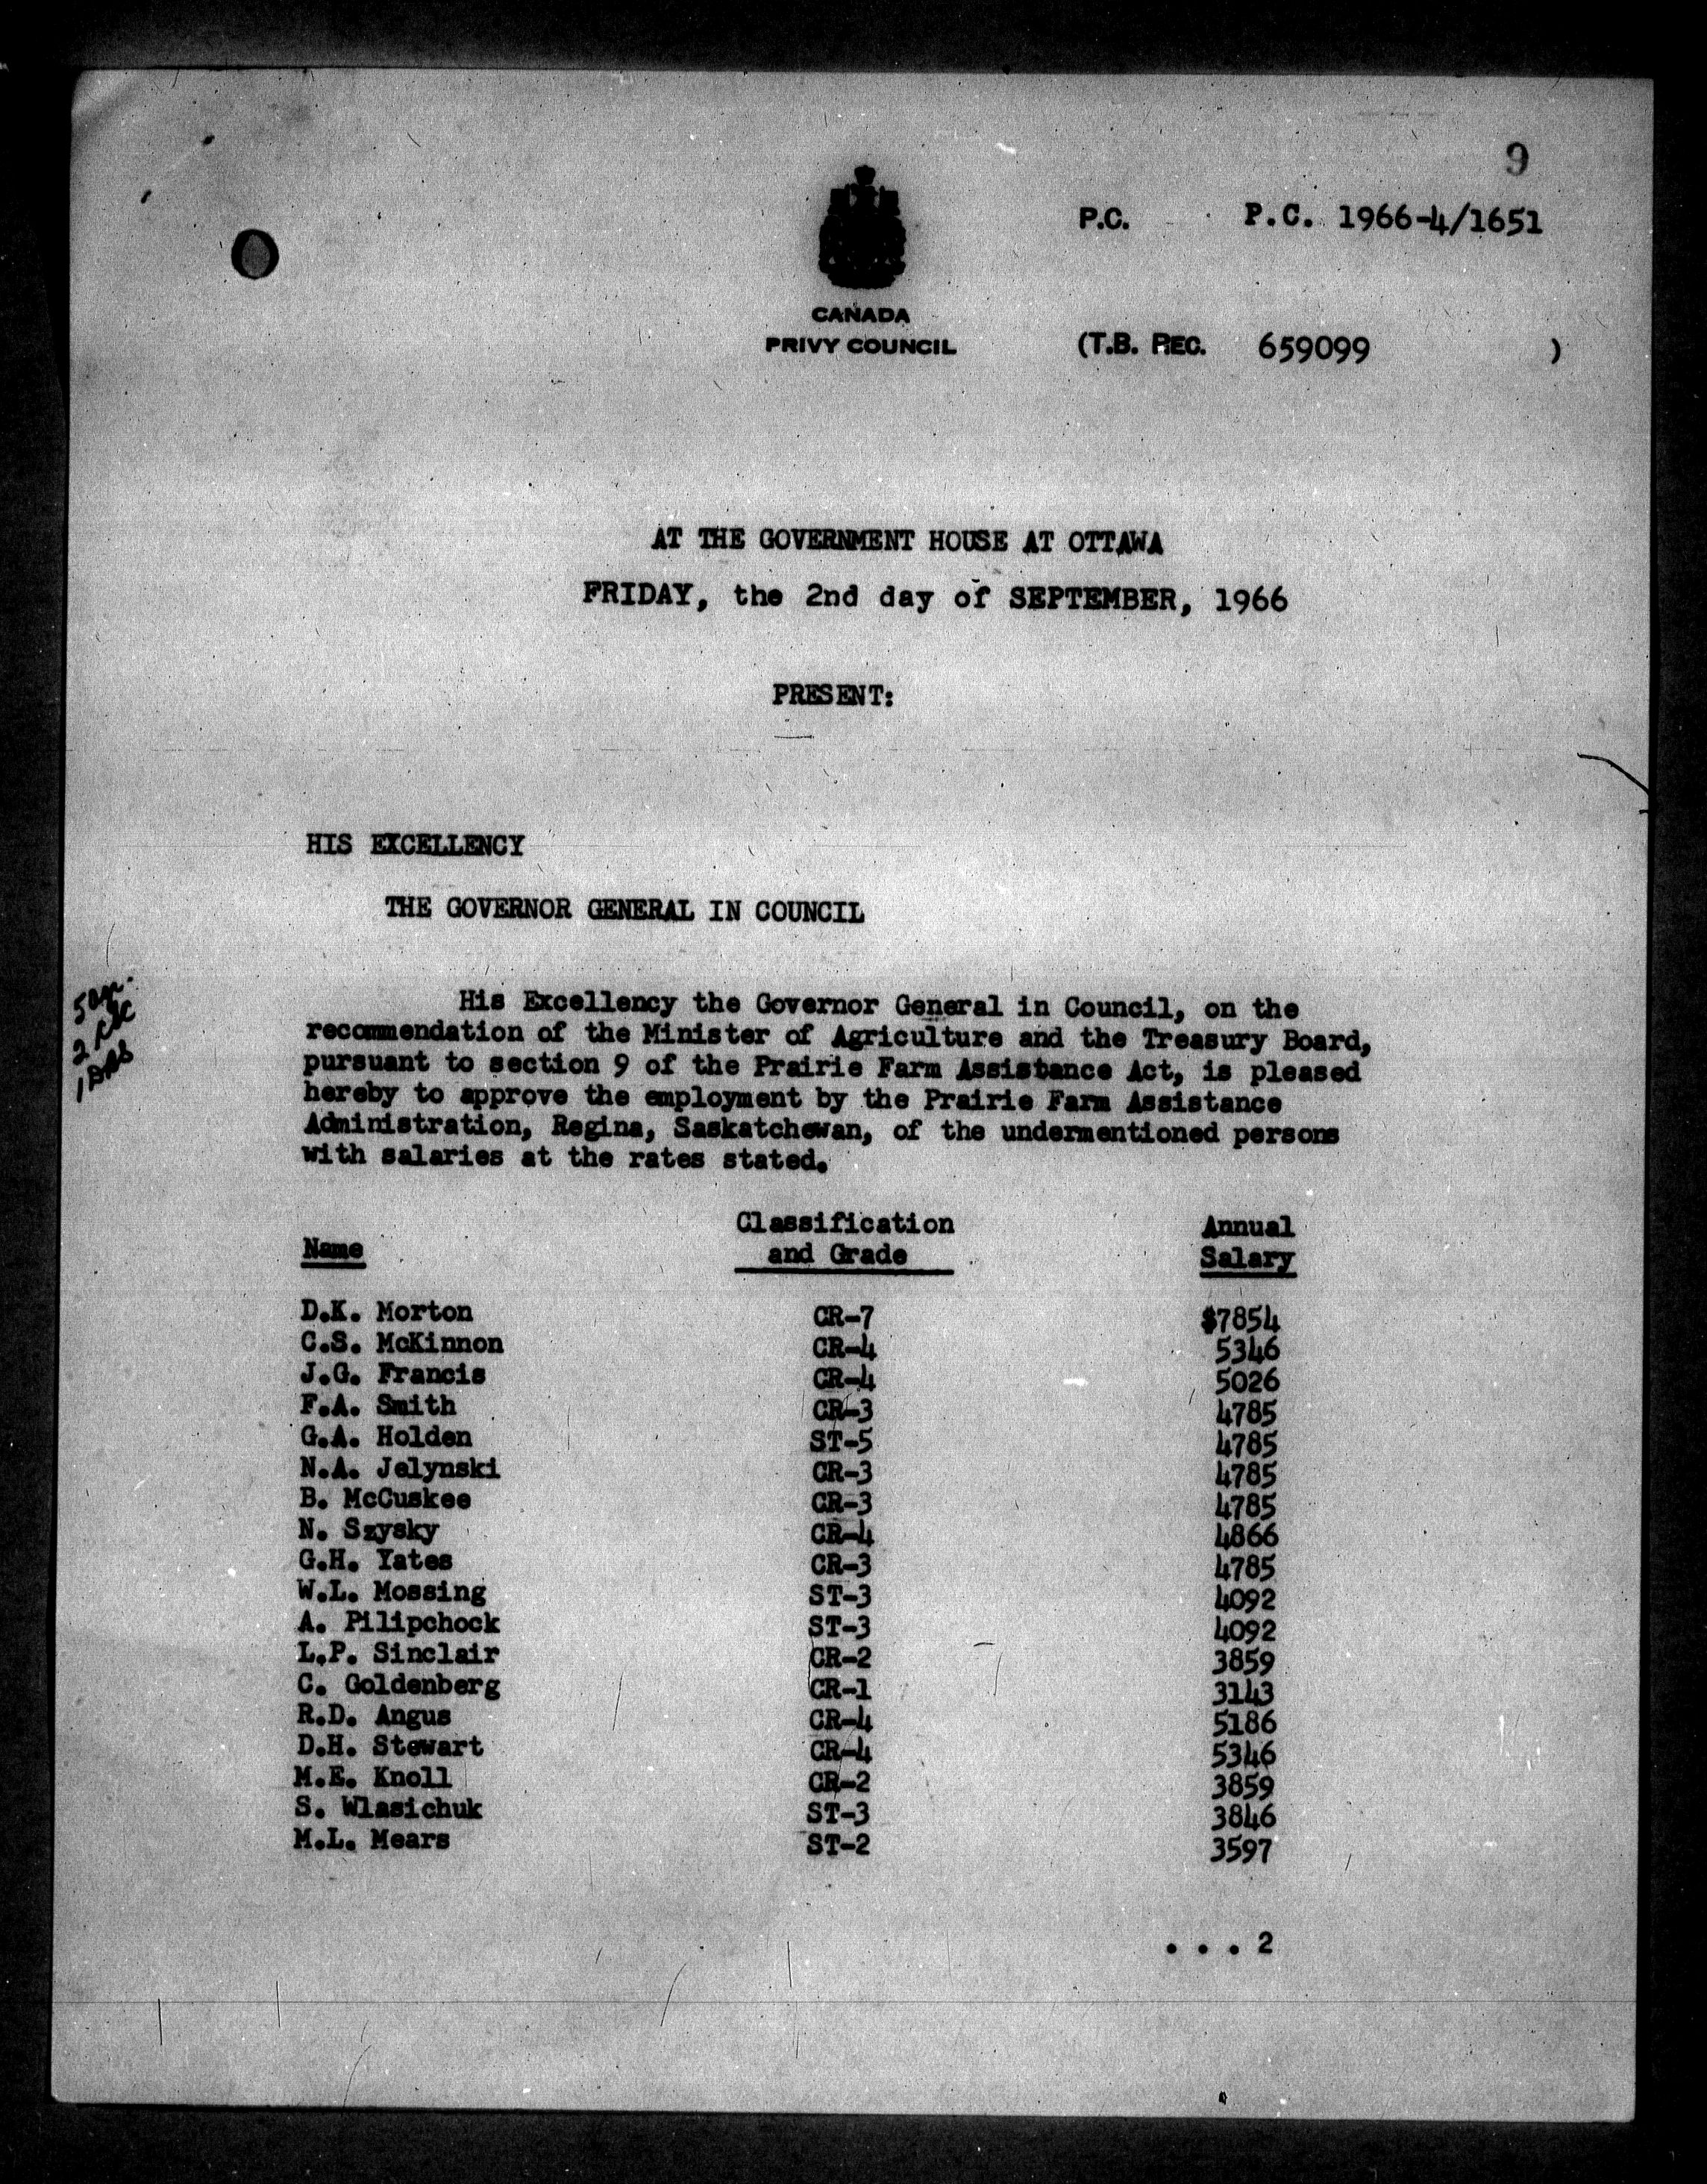 9
P.C. P.C. 1966-4/1651
CANADA
PRIVY COUNCIL
(T.B. REC. 659099 )
AT THE GOVERNMENT HOUSE AT OTTAWA
FRIDAY, the 2nd day of SEPTEMBER, 1966
PRESENT:
HIS EXCELLENCY
THE GOVERNOR GENERAL IN COUNCIL
His Excellency the Governor General in Council, on the
recommendation of the Minister of Agriculture and the Treasury Board,
pursuant to section 9 of the Prairie Farm Assistance Act, is pleased
hereby to approve the employment by the Prairie Farm Assistance
Administration, Regina, Saskatchewan, of the undermentioned persons
with salaries at the rates stated.
Name Classification and Grade Annual Salary
D.K. Morton CR-7 $7854
C.S. McKinnon CR-4 5346
J.G. Francis CR-4 5026
F.A. Smith CR-3 4785
G.A. Holden ST-5 4785
N.A. Jelynski CR-3 4785
B. McCuskee CR-3 4785
N. Szysky CR-4 4866
G.H. Yates CR-3 4785
W.L. Mossing ST-3 4092
A. Pilipchock ST-3 4092
L.P. Sinclair CR-2 3859
C. Goldenberg CR-1 3143
R.D. Angus CR-4 5186
D.H. Stewart CR-4 5346
M.E. Knoll CR-2 3859
S. Wlasichuk ST-3 3846
M.L. Mears ST-2 3597
. . . 2